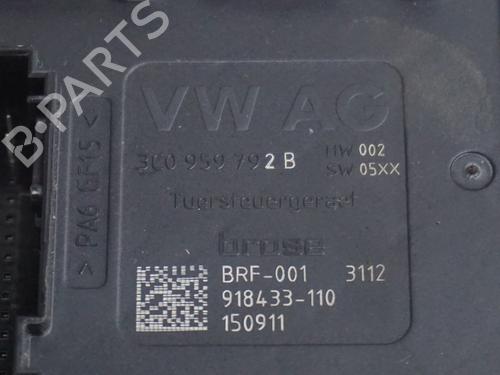 VW AG
3C0 959 792 B
HW 002
SW 05XX
Tuersteuergeraet
brose
BRF-001 3112
918433-110
150911
> PA6 GF15 <
B-PARTS